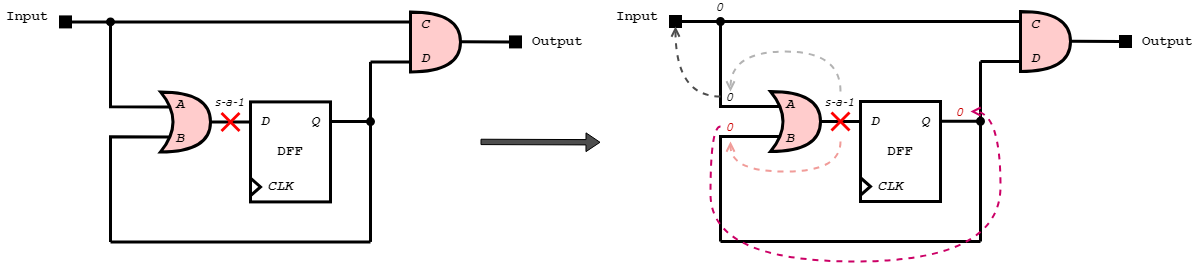 Input
C
D
Output
A
B
s-a-1
D
Q
DFF
CLK
Input
0
C
D
Output
0
A
s-a-1
0
B
D
Q
0
DFF
CLK